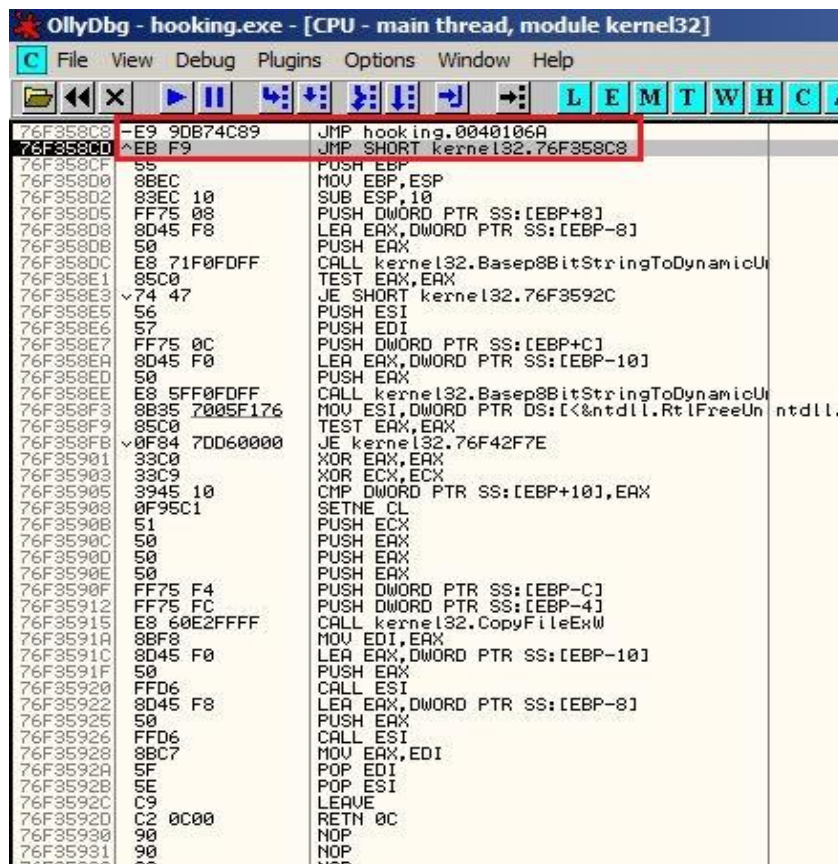 OllyDbg - hooking.exe - [CPU - main thread, module kernel32]
C File View Debug Plugins Options Window Help
L E M T W H C
76F358C8 -E9 9DB74C89 JMP hooking.0040106A
76F358CD ^EB F9 JMP SHORT kernel32.76F358C8
76F358CF 55 PUSH EBP
76F358D0 8BEC MOV EBP,ESP
76F358D2 83EC 10 SUB ESP,10
76F358D5 FF75 08 PUSH DWORD PTR SS:[EBP+8]
76F358D8 8D45 F8 LEA EAX,DWORD PTR SS:[EBP-8]
76F358DB 50 PUSH EAX
76F358DC E8 71F0FDFF CALL kernel32.Basep8BitStringToDynamicU
76F358E1 85C0 TEST EAX,EAX
76F358E3 v74 47 JE SHORT kernel32.76F3592C
76F358E5 56 PUSH ESI
76F358E6 57 PUSH EDI
76F358E7 FF75 0C PUSH DWORD PTR SS:[EBP+C]
76F358EA 8D45 F0 LEA EAX,DWORD PTR SS:[EBP-10]
76F358ED 50 PUSH EAX
76F358EE E8 5FF0FDFF CALL kernel32.Basep8BitStringToDynamicU
76F358F3 8B35 7005F176 MOV ESI,DWORD PTR DS:[<&ntdll.RtlFreeUn ntdll.
76F358F9 85C0 TEST EAX,EAX
76F358FB v0F84 7DD60000 JE kernel32.76F42F7E
76F35901 33C0 XOR EAX,EAX
76F35903 33C9 XOR ECX,ECX
76F35905 3945 10 CMP DWORD PTR SS:[EBP+10],EAX
76F35908 0F95C1 SETNE CL
76F3590B 51 PUSH ECX
76F3590C 50 PUSH EAX
76F3590D 50 PUSH EAX
76F3590E 50 PUSH EAX
76F3590F FF75 F4 PUSH DWORD PTR SS:[EBP-C]
76F35912 FF75 FC PUSH DWORD PTR SS:[EBP-4]
76F35915 E8 60E2FFFF CALL kernel32.CopyFileExW
76F3591A 8BF8 MOV EDI,EAX
76F3591C 8D45 F0 LEA EAX,DWORD PTR SS:[EBP-10]
76F3591F 50 PUSH EAX
76F35920 FFD6 CALL ESI
76F35922 8D45 F8 LEA EAX,DWORD PTR SS:[EBP-8]
76F35925 50 PUSH EAX
76F35926 FFD6 CALL ESI
76F35928 8BC7 MOV EAX,EDI
76F3592A 5F POP EDI
76F3592B 5E POP ESI
76F3592C C9 LEAVE
76F3592D C2 0C00 RETN 0C
76F35930 90 NOP
76F35931 90 NOP